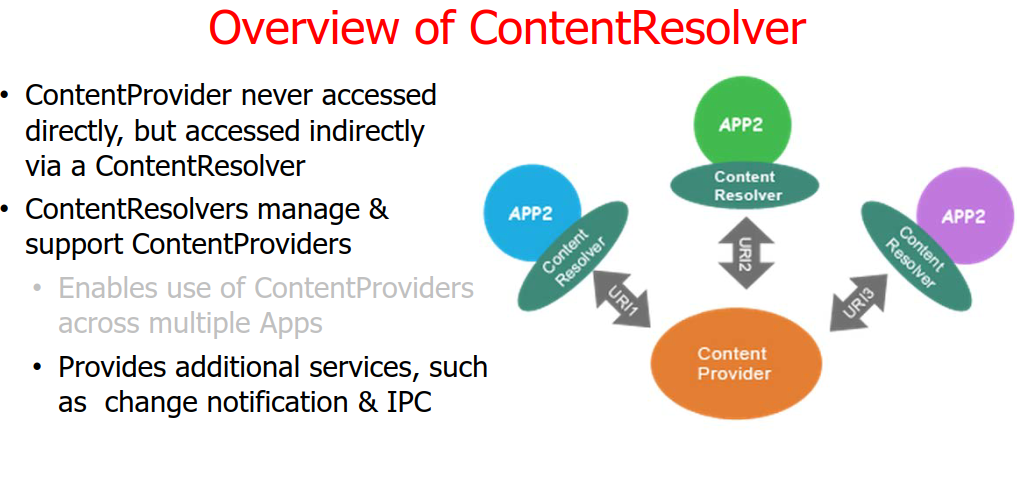 Overview of ContentResolver
• ContentProvider never accessed
directly, but accessed indirectly
via a ContentResolver
• ContentResolvers manage &
support ContentProviders
• Enables use of ContentProviders
across multiple Apps
• Provides additional services, such
as  change notification & IPC
APP2
Content
Resolver
APP2
Content
Resolver
APP2
Content
Resolver
URI1
URI2
URI3
Content
Provider